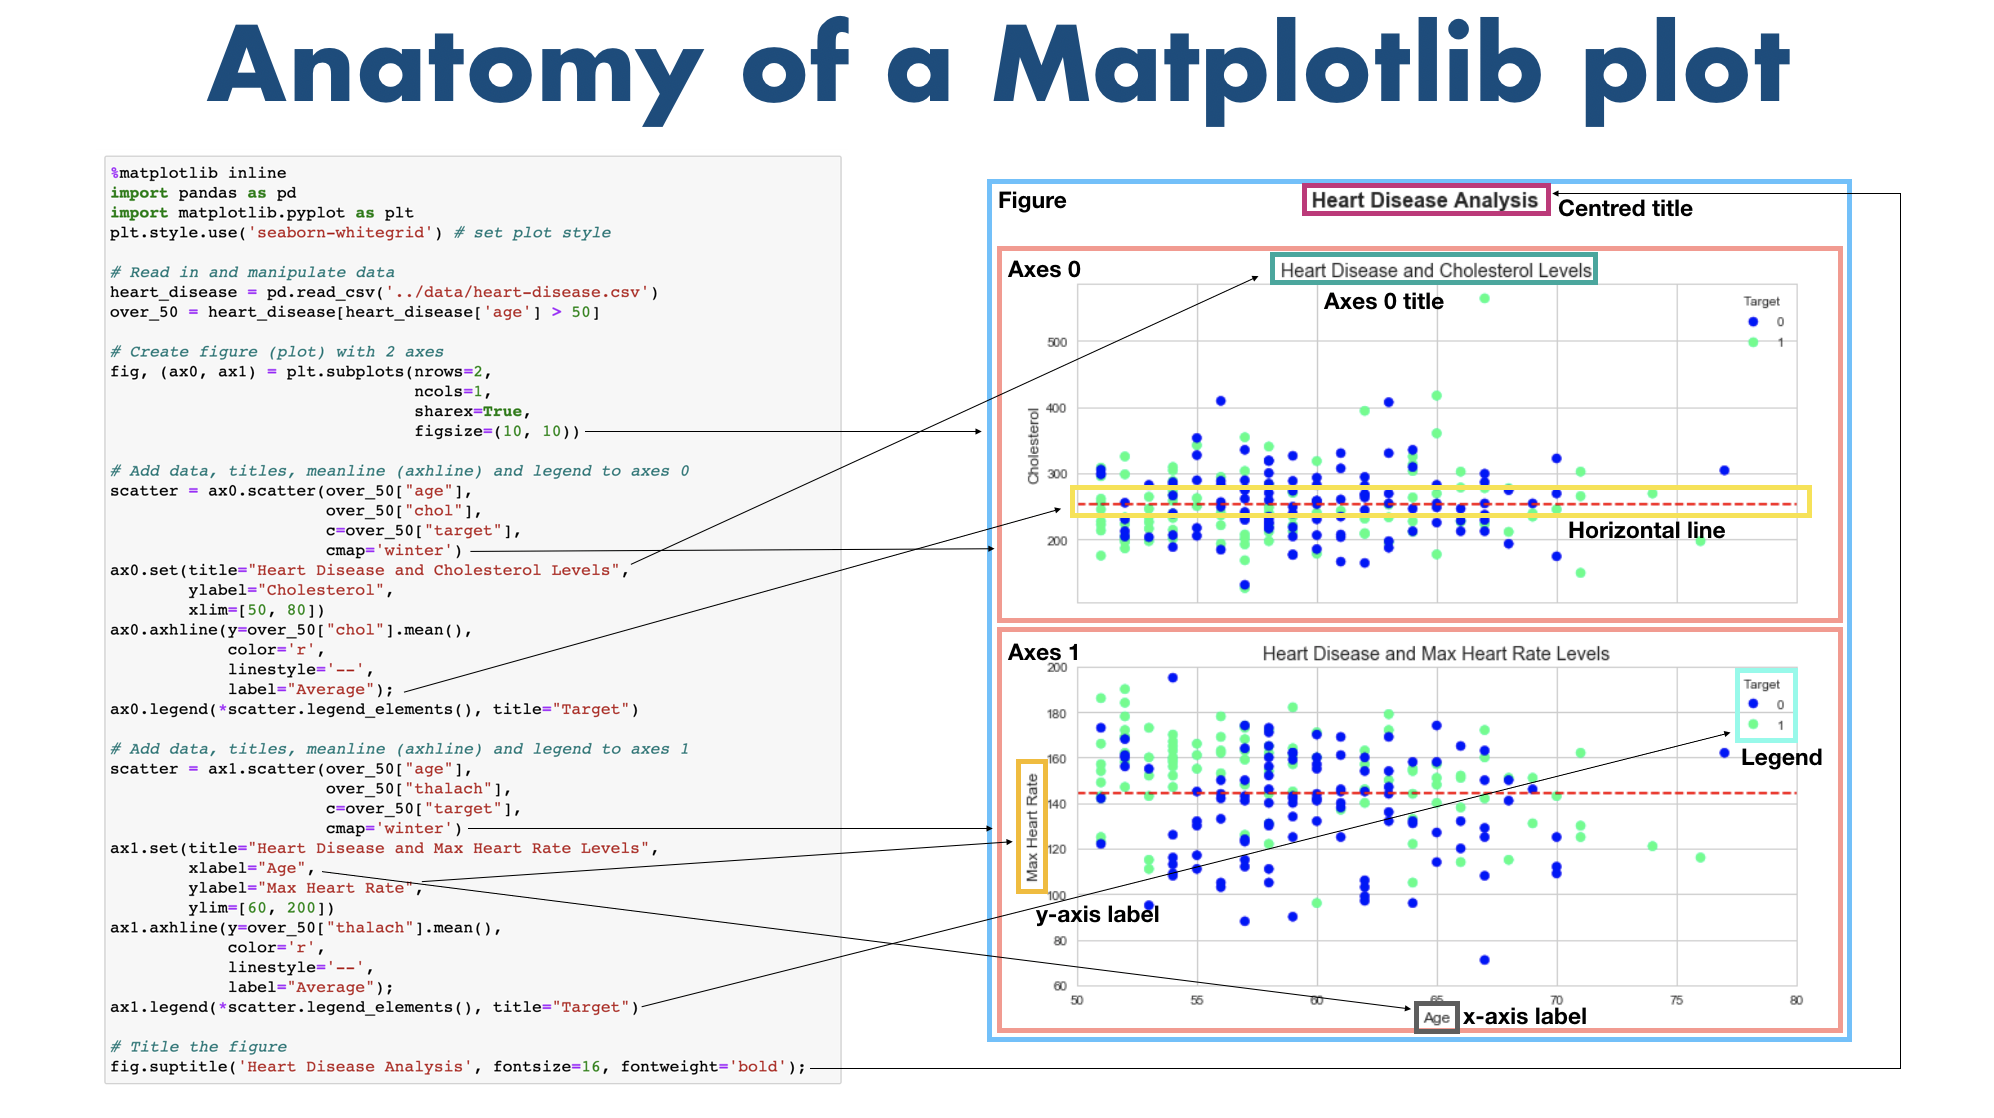 Anatomy of a Matplotlib plot
%matplotlib inline
import pandas as pd
import matplotlib.pyplot as plt
plt.style.use('seaborn-whitegrid') # set plot style
# Read in and manipulate data
heart_disease = pd.read_csv('../data/heart-disease.csv')
over_50 = heart_disease[heart_disease['age'] > 50]
# Create figure (plot) with 2 axes
fig, (ax0, ax1) = plt.subplots(nrows=2,
ncols=1,
sharex=True,
figsize=(10, 10))
# Add data, titles, meanline (axhline) and legend to axes 0
scatter = ax0.scatter(over_50["age"],
over_50["chol"],
c=over_50["target"],
cmap='winter')
ax0.set(title="Heart Disease and Cholesterol Levels",
ylabel="Cholesterol",
xlim=[50, 80])
ax0.axhline(y=over_50["chol"].mean(),
color='r',
linestyle='--',
label="Average");
ax0.legend(*scatter.legend_elements(), title="Target")
# Add data, titles, meanline (axhline) and legend to axes 1
scatter = ax1.scatter(over_50["age"],
over_50["thalach"],
c=over_50["target"],
cmap='winter')
ax1.set(title="Heart Disease and Max Heart Rate Levels",
xlabel="Age",
ylabel="Max Heart Rate",
ylim=[60, 200])
ax1.axhline(y=over_50["thalach"].mean(),
color='r',
linestyle='--',
label="Average");
ax1.legend(*scatter.legend_elements(), title="Target")
# Title the figure
fig.suptitle('Heart Disease Analysis', fontsize=16, fontweight='bold');
Figure
Heart Disease Analysis
Centred title
Axes 0
Heart Disease and Cholesterol Levels
Axes 0 title
Target
0
1
500
400
300
200
Cholesterol
Horizontal line
Axes 1
Heart Disease and Max Heart Rate Levels
Target
0
1
Legend
200
180
160
140
120
100
80
60
Max Heart Rate
y-axis label
50 55 60 65 70 75 80
Age
x-axis label